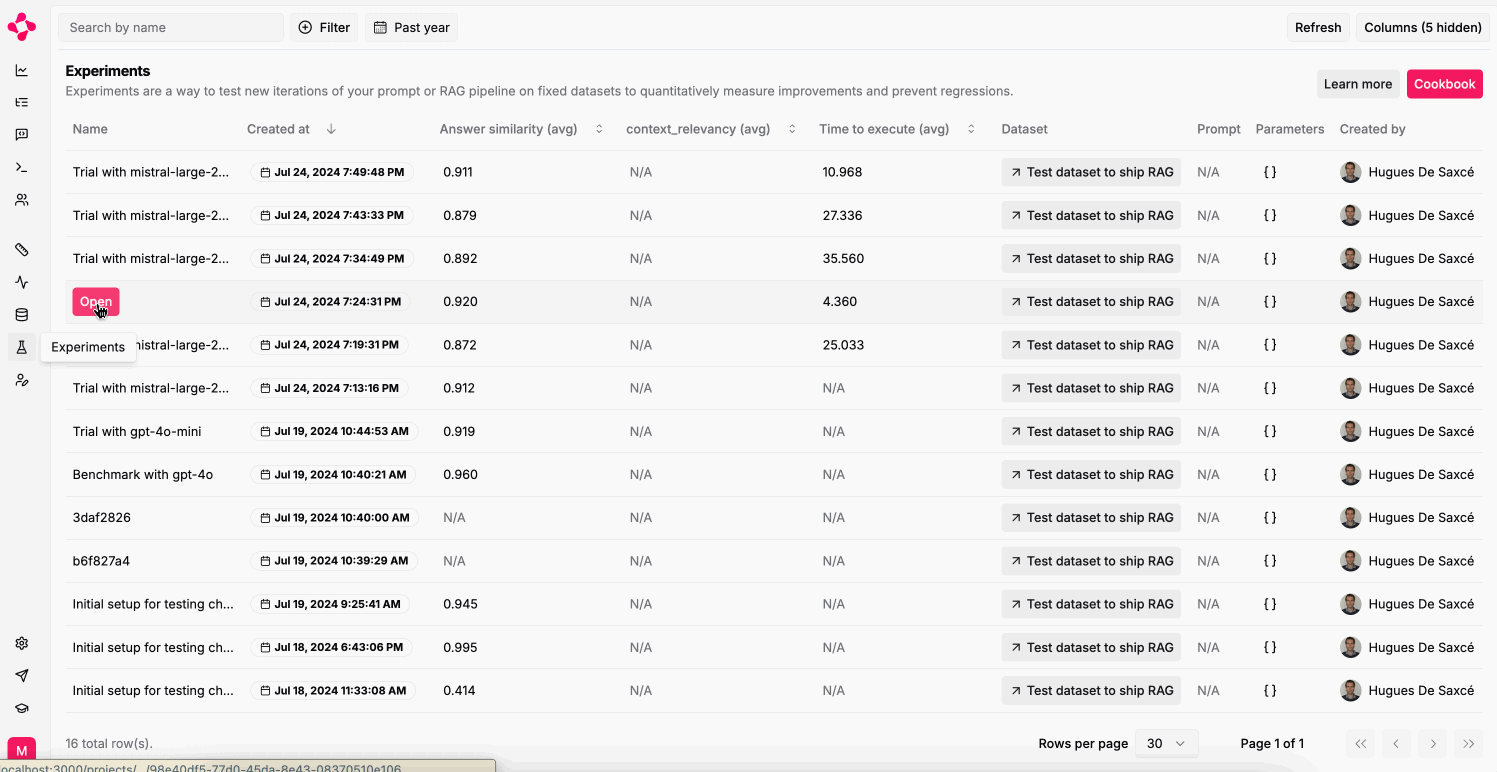 Search by name
Filter
Past year
Refresh
Columns (5 hidden)
Experiments
Experiments are a way to test new iterations of your prompt or RAG pipeline on fixed datasets to quantitatively measure improvements and prevent regressions.
Learn more
Cookbook
Name Created at Answer similarity (avg) context_relevancy (avg) Time to execute (avg) Dataset Prompt Parameters Created by
Trial with mistral-large-2... Jul 24, 2024 7:49:48 PM 0.911 N/A 10.968 Test dataset to ship RAG N/A {} Hugues De Saxcé
Trial with mistral-large-2... Jul 24, 2024 7:43:33 PM 0.879 N/A 27.336 Test dataset to ship RAG N/A {} Hugues De Saxcé
Trial with mistral-large-2... Jul 24, 2024 7:34:49 PM 0.892 N/A 35.560 Test dataset to ship RAG N/A {} Hugues De Saxcé
Open Jul 24, 2024 7:24:31 PM 0.920 N/A 4.360 Test dataset to ship RAG N/A {} Hugues De Saxcé
Experiments istral-large-2... Jul 24, 2024 7:19:31 PM 0.872 N/A 25.033 Test dataset to ship RAG N/A {} Hugues De Saxcé
Trial with mistral-large-2... Jul 24, 2024 7:13:16 PM 0.912 N/A N/A Test dataset to ship RAG N/A {} Hugues De Saxcé
Trial with gpt-4o-mini Jul 19, 2024 10:44:53 AM 0.919 N/A N/A Test dataset to ship RAG N/A {} Hugues De Saxcé
Benchmark with gpt-4o Jul 19, 2024 10:40:21 AM 0.960 N/A N/A Test dataset to ship RAG N/A {} Hugues De Saxcé
3daf2826 Jul 19, 2024 10:40:00 AM N/A N/A N/A Test dataset to ship RAG N/A {} Hugues De Saxcé
b6f827a4 Jul 19, 2024 10:39:29 AM N/A N/A N/A Test dataset to ship RAG N/A {} Hugues De Saxcé
Initial setup for testing ch... Jul 19, 2024 9:25:41 AM 0.945 N/A N/A Test dataset to ship RAG N/A {} Hugues De Saxcé
Initial setup for testing ch... Jul 18, 2024 6:43:06 PM 0.995 N/A N/A Test dataset to ship RAG N/A {} Hugues De Saxcé
Initial setup for testing ch... Jul 18, 2024 11:33:08 AM 0.414 N/A N/A Test dataset to ship RAG N/A {} Hugues De Saxcé
16 total row(s).
Rows per page 30
Page 1 of 1
M
ocalhost:3000/projects/.../98e40df5-77d0-45da-8e43-08370510e106